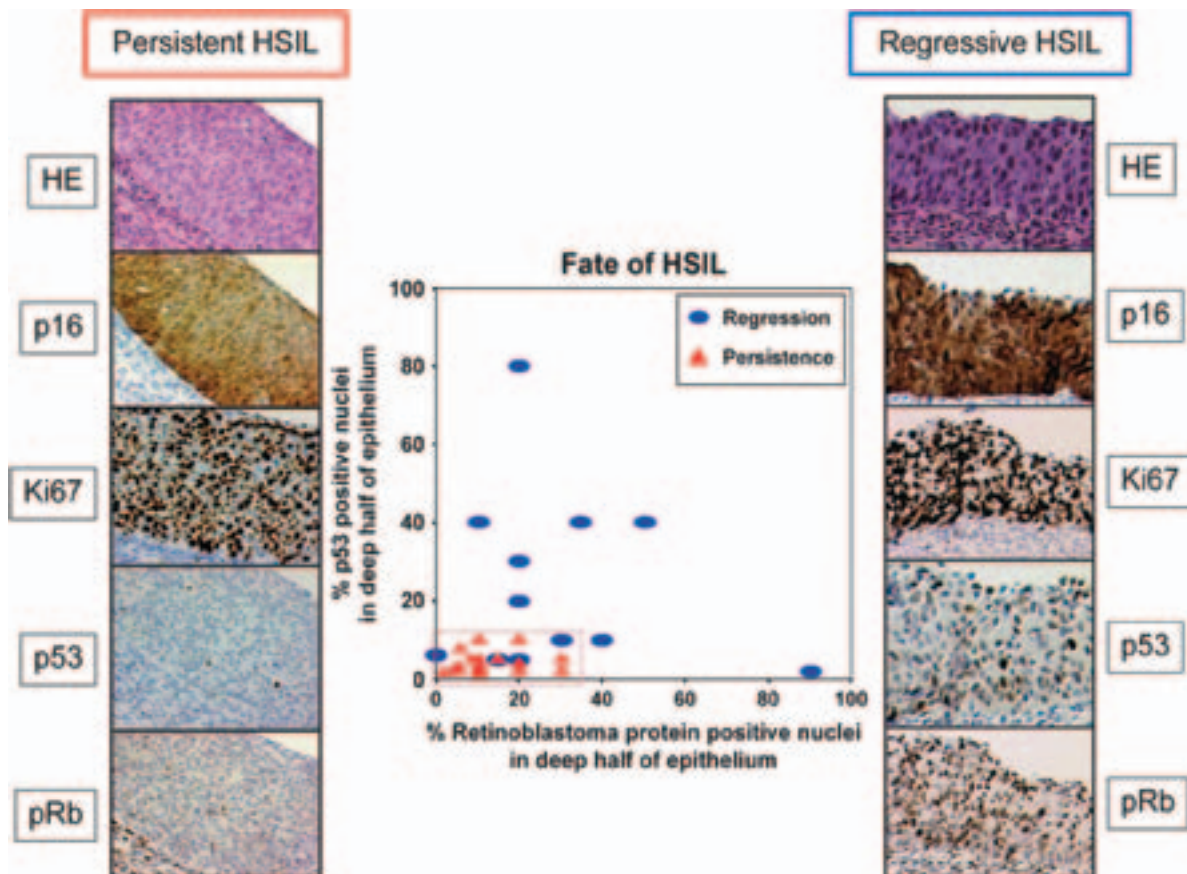 Persistent HSIL
HE
p16
Ki67
p53
pRb
Fate of HSIL
100
80
60
40
20
0
% p53 positive nuclei
in deep half of epithelium
Regression
Persistence
0 20 40 60 80 100
% Retinoblastoma protein positive nuclei
in deep half of epithelium
Regressive HSIL
HE
p16
Ki67
p53
pRb